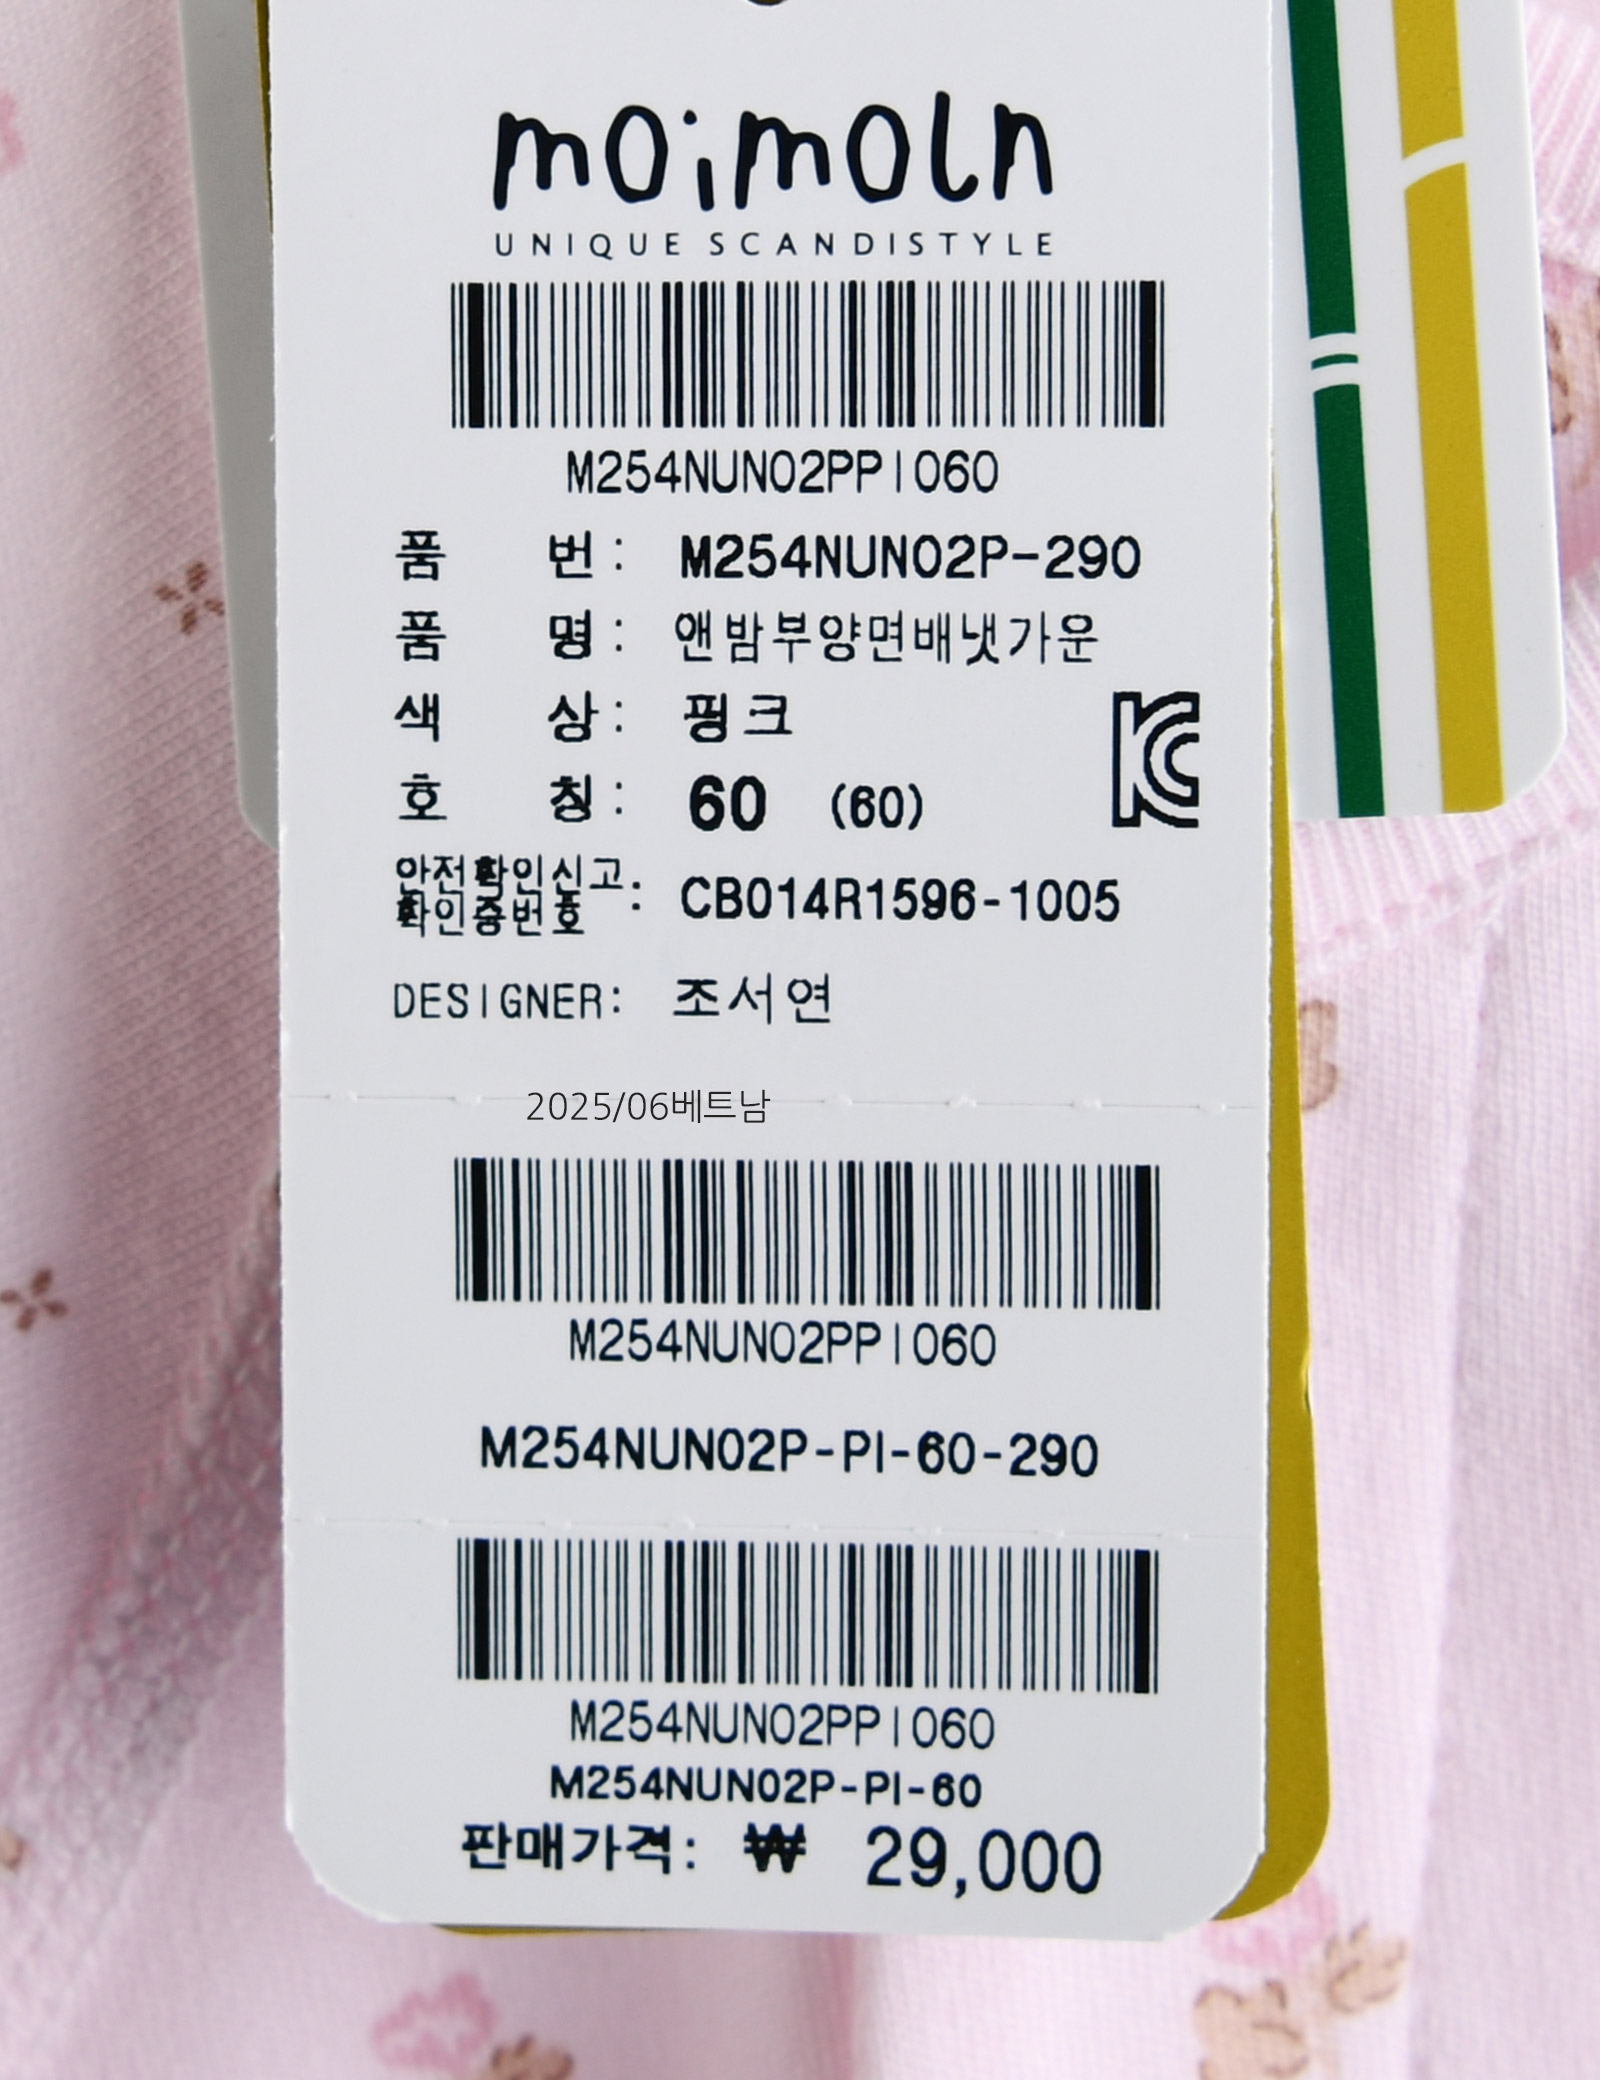 moimoln
UNIQUE SCANDISTYLE
M254NUN02PPI060
품 번: M254NUN02P-290
품 명: 앤밤부양면배냇가운
색 상: 핑크
호 칭: 60 (60)
안전확인신고
확인증번호 : CB014R1596-1005
DESIGNER: 조서연
2025/06베트남
M254NUN02PPI060
M254NUN02P-PI-60-290
M254NUN02PPI060
M254NUN02P-PI-60
판매가격: ₩ 29,000